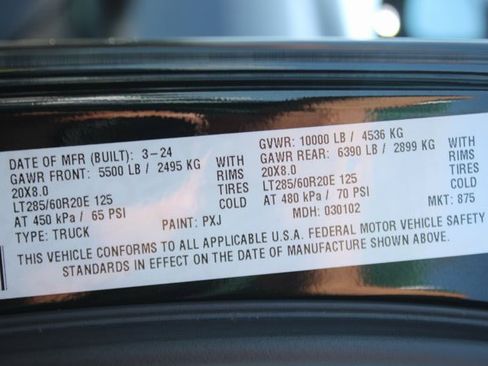 DATE OF MFR (BUILT): 3-24 GVWR: 10000 LB / 4536 KG
GAWR FRONT: 5500 LB / 2495 KG WITH GAWR REAR: 6390 LB / 2899 KG WITH
20X8.0 RIMS 20X8.0 RIMS
LT285/60R20E 125 TIRES LT285/60R20E 125 TIRES
AT 450 kPa / 65 PSI COLD AT 480 kPa / 70 PSI COLD
TYPE: TRUCK PAINT: PXJ MDH: 030102 MKT: 875
THIS VEHICLE CONFORMS TO ALL APPLICABLE U.S.A. FEDERAL MOTOR VEHICLE SAFETY
STANDARDS IN EFFECT ON THE DATE OF MANUFACTURE SHOWN ABOVE.